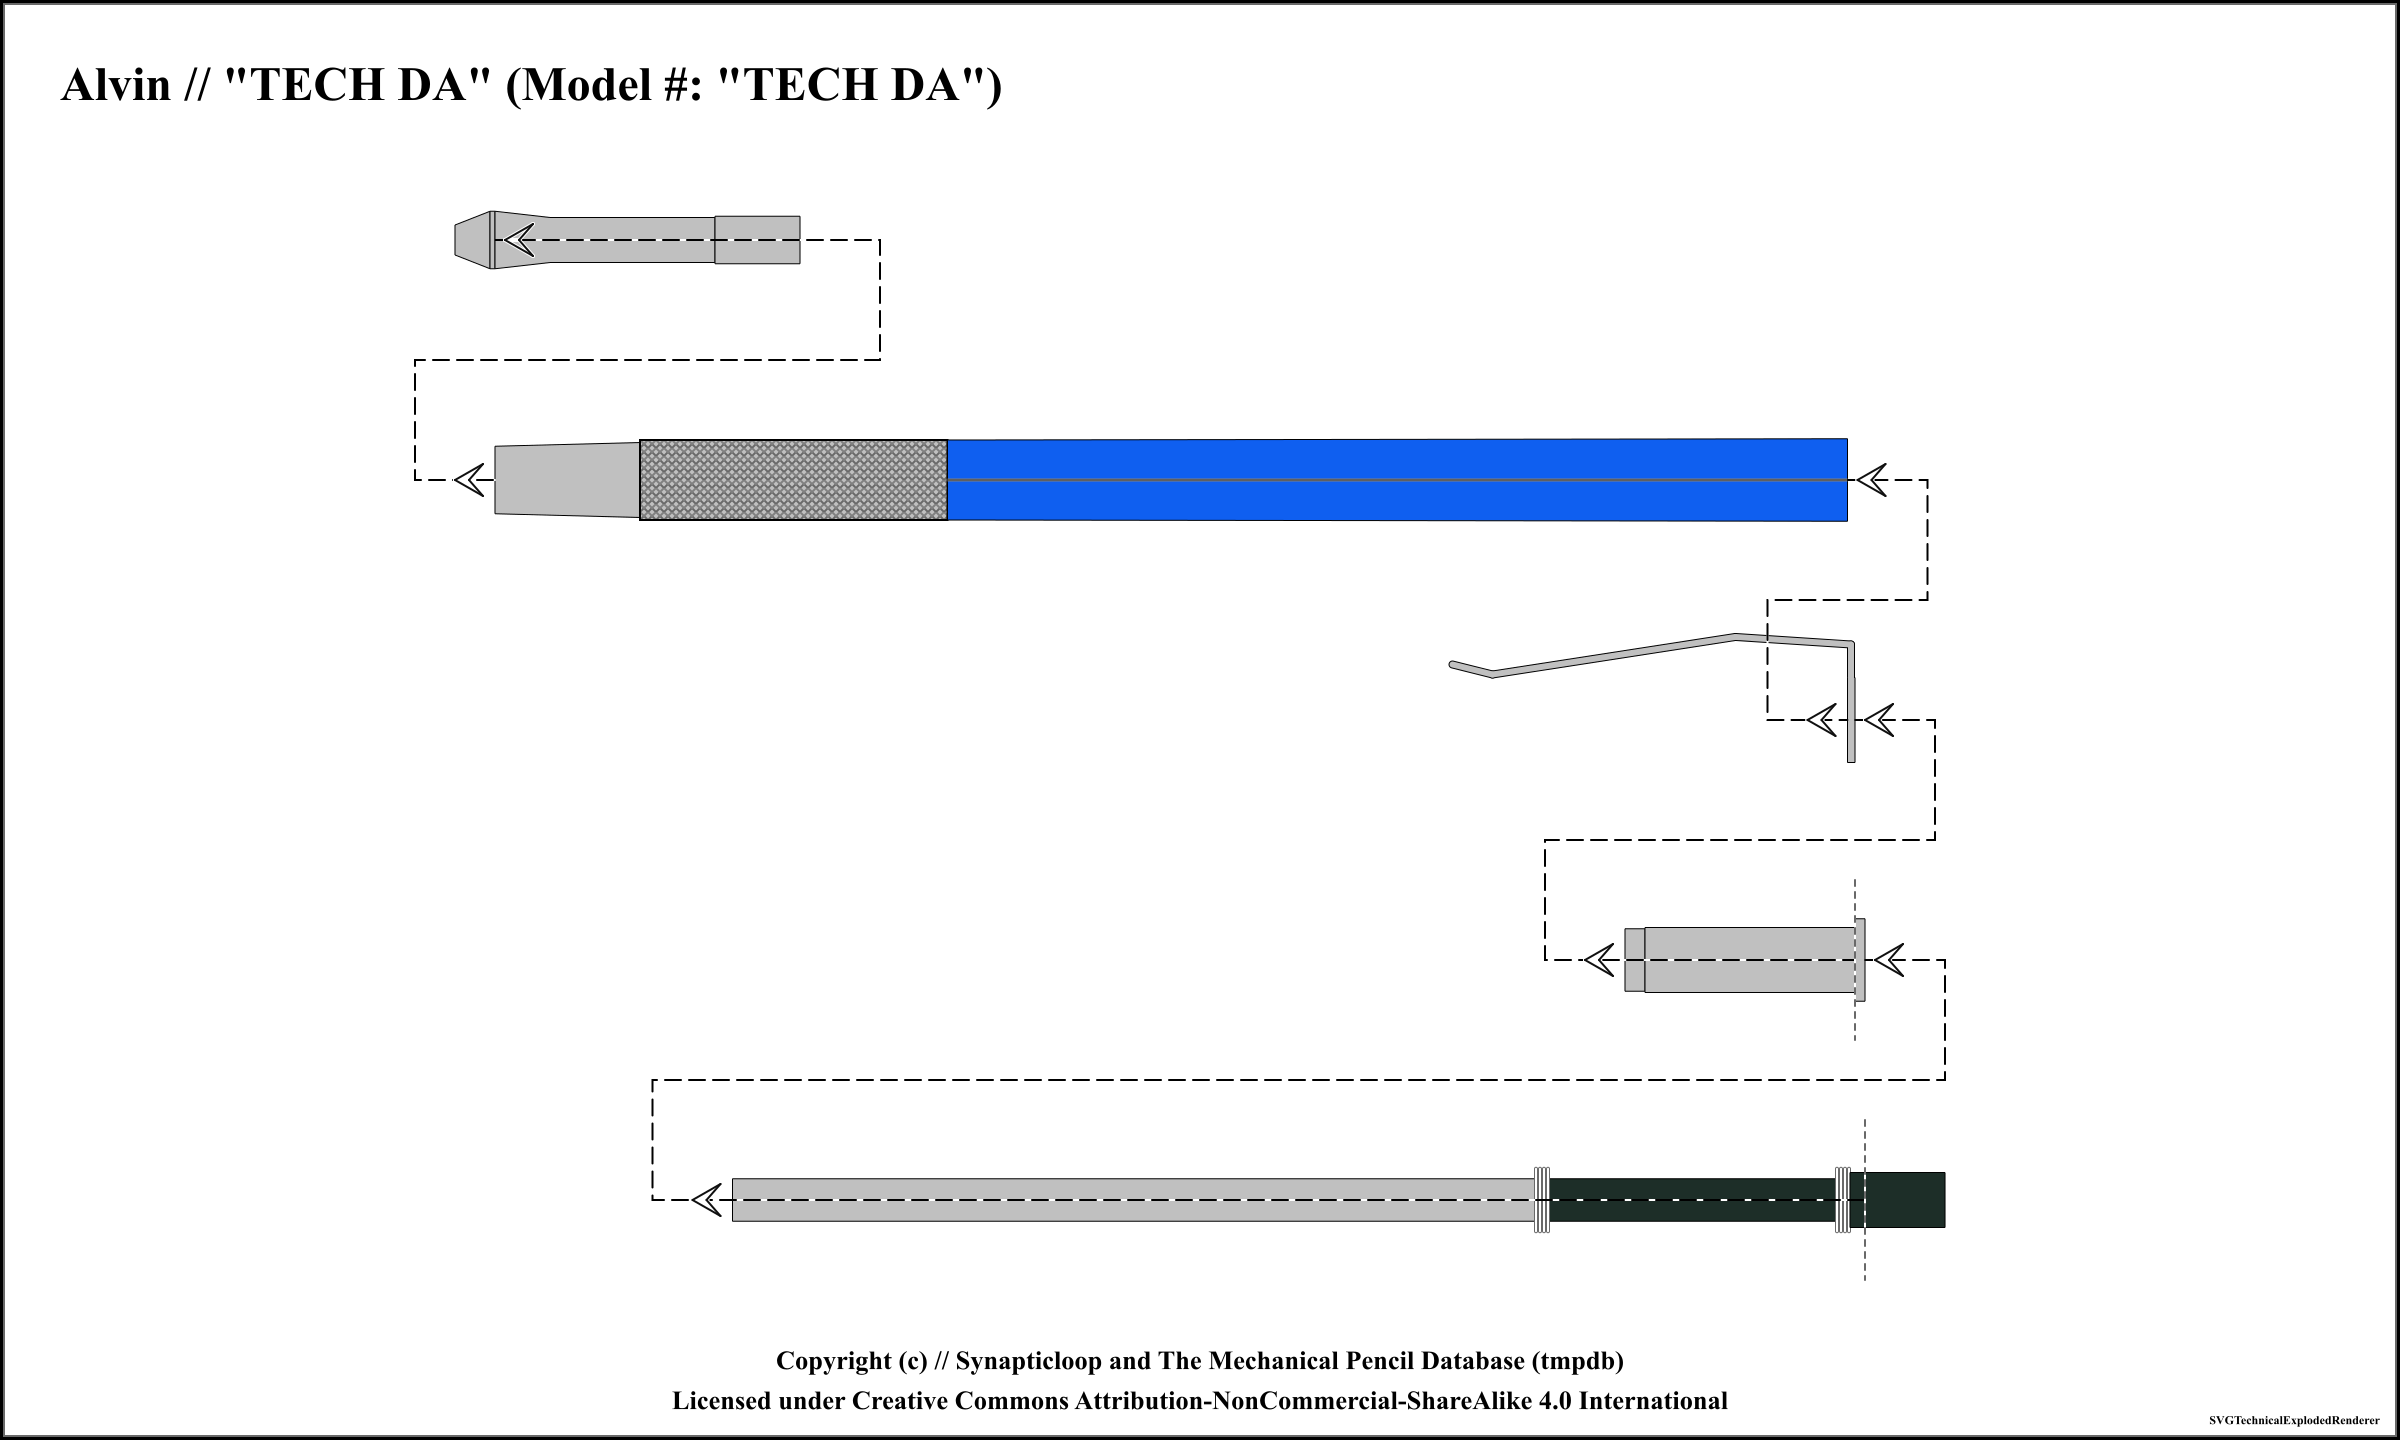 Alvin // "TECH DA" (Model #: "TECH DA")
Copyright (c) // Synapticloop and The Mechanical Pencil Database (tmpdb)
Licensed under Creative Commons Attribution-NonCommercial-ShareAlike 4.0 International
SVGTechnicalExplodedRenderer